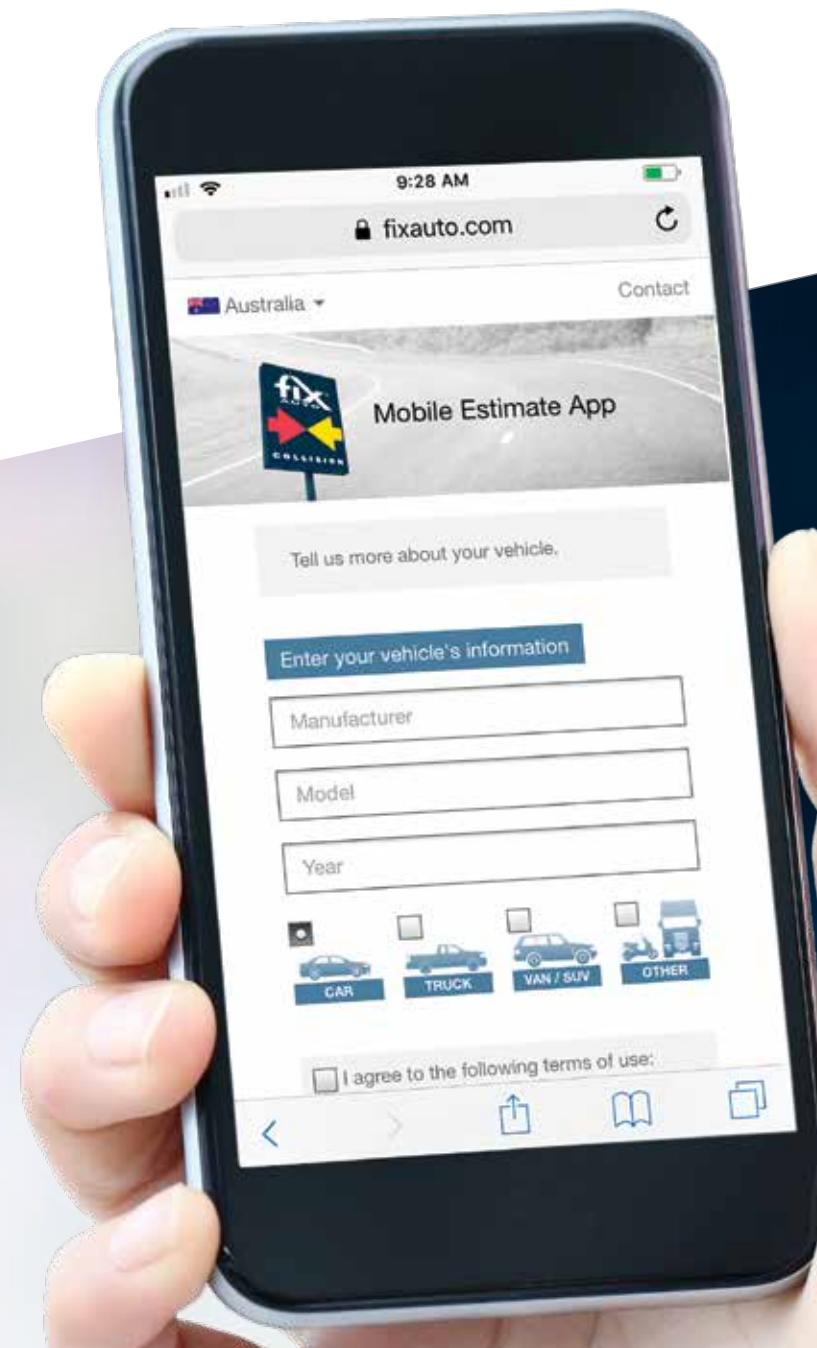 9:28 AM
fixauto.com
Australia
Contact
fix
AUTO
COLLISION
Mobile Estimate App
Tell us more about your vehicle.
Enter your vehicle's information
Manufacturer
Model
Year
CAR
TRUCK
VAN / SUV
OTHER
I agree to the following terms of use: